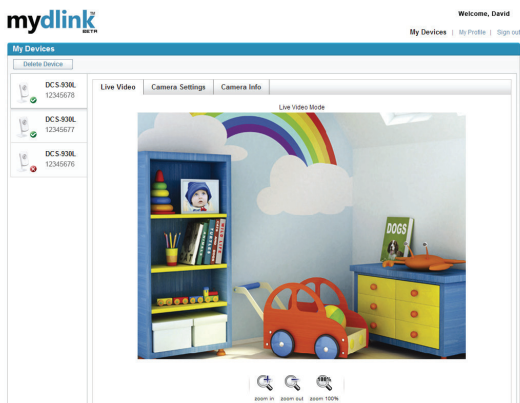 mydlink™
BETA
Welcome, David
My Devices | My Profile | Sign out
My Devices
Delete Device
DCS-930L
12345678
DCS-930L
12345677
DCS-930L
12345676
Live Video
Camera Settings
Camera Info
Live Video Mode
DOGS
100%
zoom in
zoom out
zoom 100%